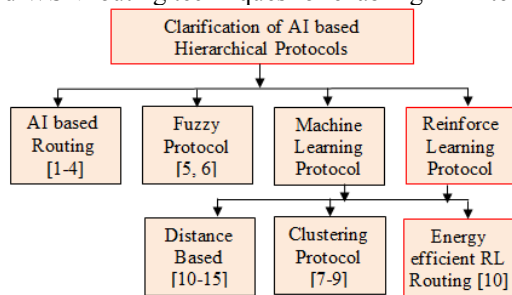 Clarification of AI based
Hierarchical Protocols
AI based
Routing
[1-4]
Fuzzy
Protocol
[5, 6]
Machine
Learning
Protocol
Reinforce
Learning
Protocol
Distance
Based
[10-15]
Clustering
Protocol
[7-9]
Energy
efficient RL
Routing [10]